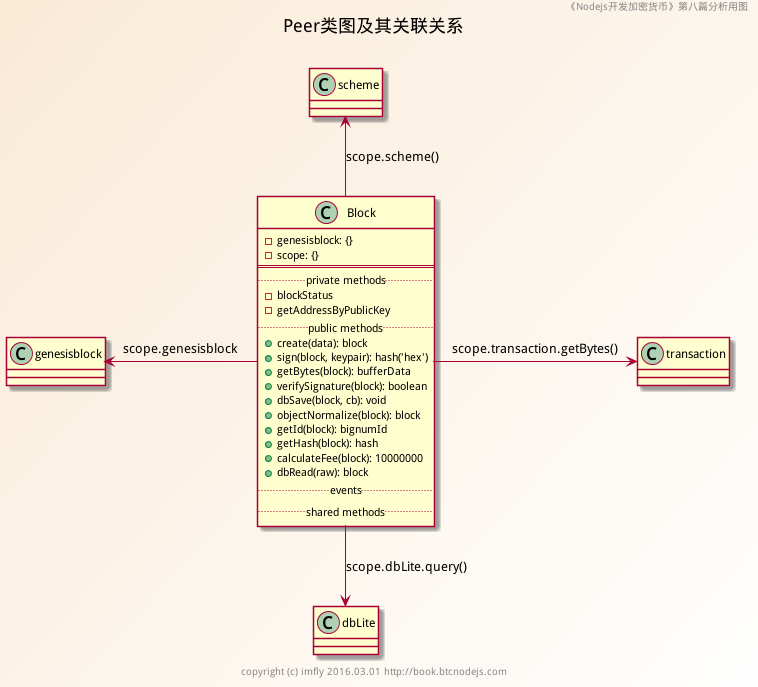 《Nodejs开发加密货币》第八篇分析用图
Peer类图及其关联关系
C scheme
scope.scheme()
C Block
genesisblock: {}
scope: {}
private methods
blockStatus
getAddressByPublicKey
public methods
create(data): block
sign(block, keypair): hash('hex')
getBytes(block): bufferData
verifySignature(block): boolean
dbSave(block, cb): void
objectNormalize(block): block
getId(block): bignumId
getHash(block): hash
calculateFee(block): 10000000
dbRead(raw): block
events
shared methods
C genesisblock
scope.genesisblock
scope.transaction.getBytes()
C transaction
scope.dbLite.query()
C dbLite
copyright (c) imfly 2016.03.01 http://book.btcnodejs.com